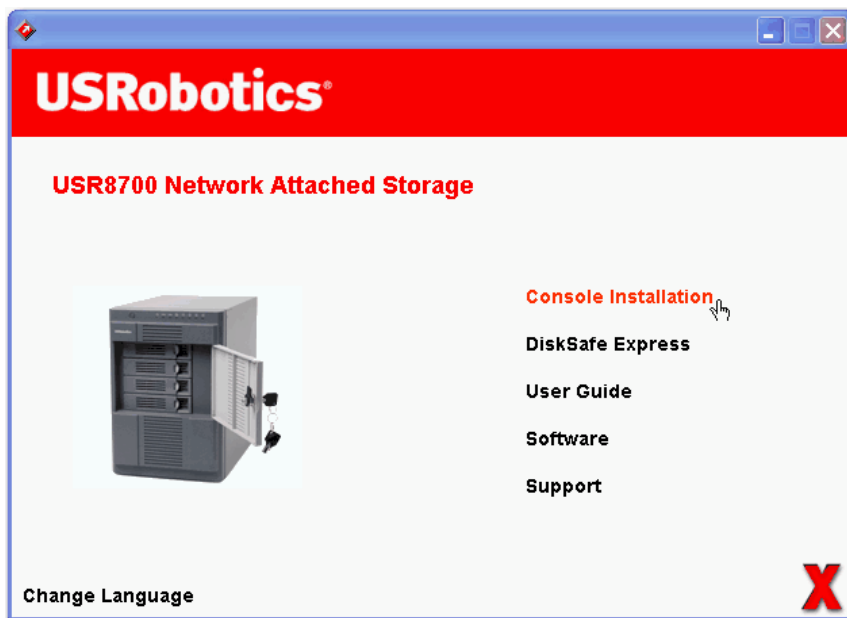 USRobotics®
USR8700 Network Attached Storage
Console Installation
DiskSafe Express
User Guide
Software
Support
Change Language
X